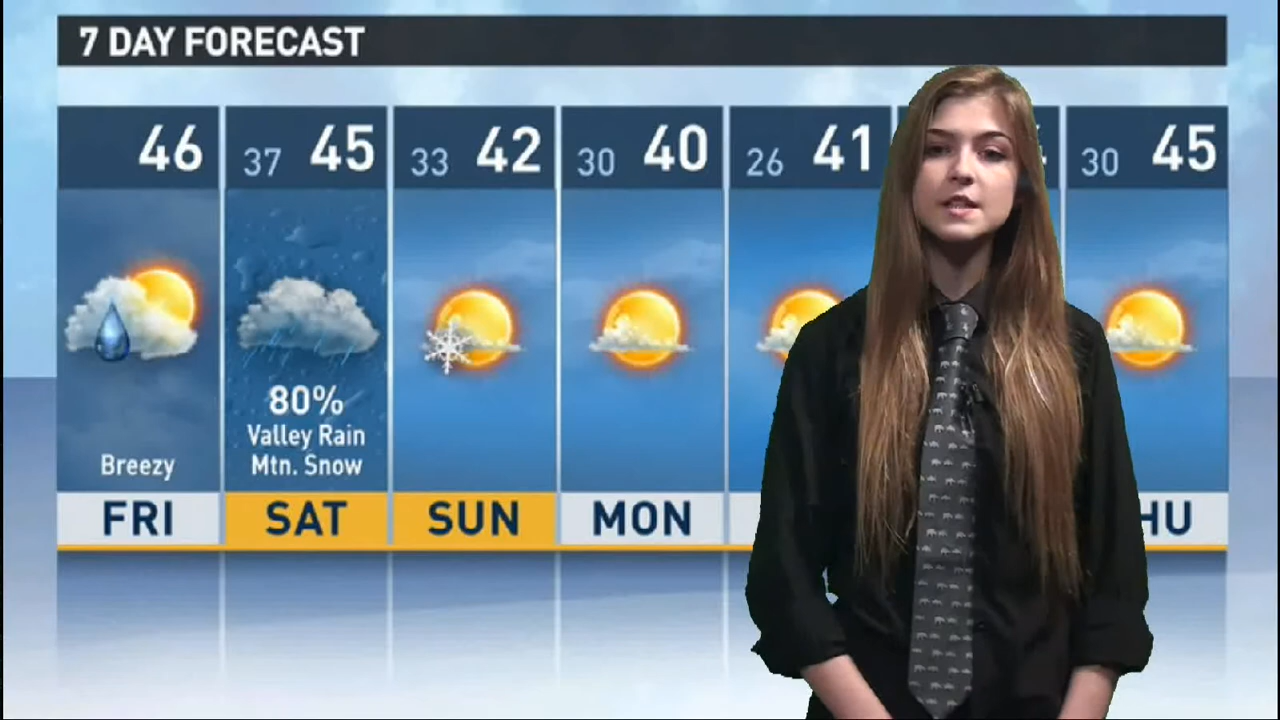 7 DAY FORECAST
46 37 45 33 42 30 40 26 41 30 45
80%
Valley Rain
Breezy Mtn. Snow
FRI SAT SUN MON HU